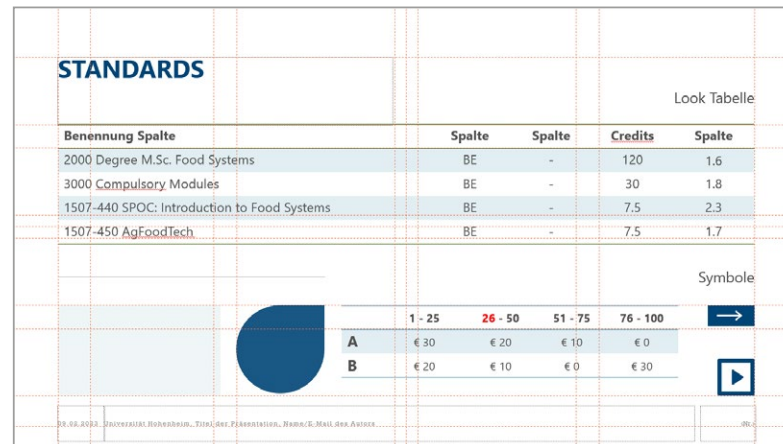 STANDARDS
Look Tabelle
Benennung Spalte Spalte Spalte Credits Spalte
2000 Degree M.Sc. Food Systems BE - 120 1.6
3000 Compulsory Modules BE - 30 1.8
1507-440 SPOC: Introduction to Food Systems BE - 7.5 2.3
1507-450 AgFoodTech BE - 7.5 1.7
Symbole
1 - 25 26 - 50 51 - 75 76 - 100
A € 30 € 20 € 10 € 0
B € 20 € 10 € 0 € 30
09.02.2023 Universität Hohenheim, Titel der Präsentation, Name/E-Mail des Autors